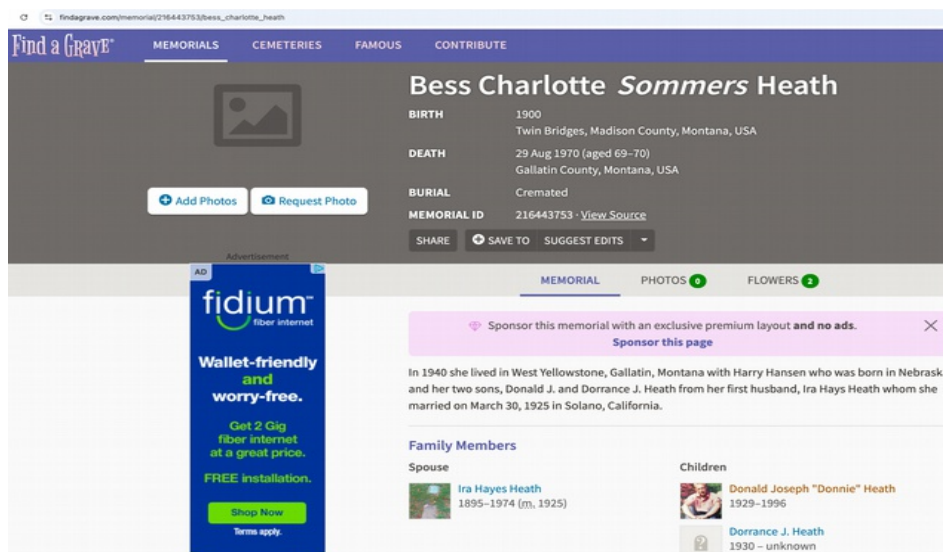 findagrave.com/memorial/216443753/bess_charlotte_heath
Find a GRavE®
MEMORIALS
CEMETERIES
FAMOUS
CONTRIBUTE
Bess Charlotte Sommers Heath
BIRTH
1900
Twin Bridges, Madison County, Montana, USA
DEATH
29 Aug 1970 (aged 69–70)
Gallatin County, Montana, USA
BURIAL
Cremated
MEMORIAL ID
216443753 · View Source
Add Photos
Request Photo
SHARE
SAVE TO
SUGGEST EDITS
Advertisement
MEMORIAL
PHOTOS 0
FLOWERS 2
AD
fidium™
fiber internet
Wallet-friendly
and
worry-free.
Get 2 Gig
fiber internet
at a great price.
FREE installation.
Shop Now
Terms apply.
Sponsor this memorial with an exclusive premium layout and no ads.
Sponsor this page
In 1940 she lived in West Yellowstone, Gallatin, Montana with Harry Hansen who was born in Nebrask
and her two sons, Donald J. and Dorrance J. Heath from her first husband, Ira Hays Heath whom she
married on March 30, 1925 in Solano, California.
Family Members
Spouse
Ira Hayes Heath
1895–1974 (m. 1925)
Children
Donald Joseph "Donnie" Heath
1929–1996
Dorrance J. Heath
1930 – unknown